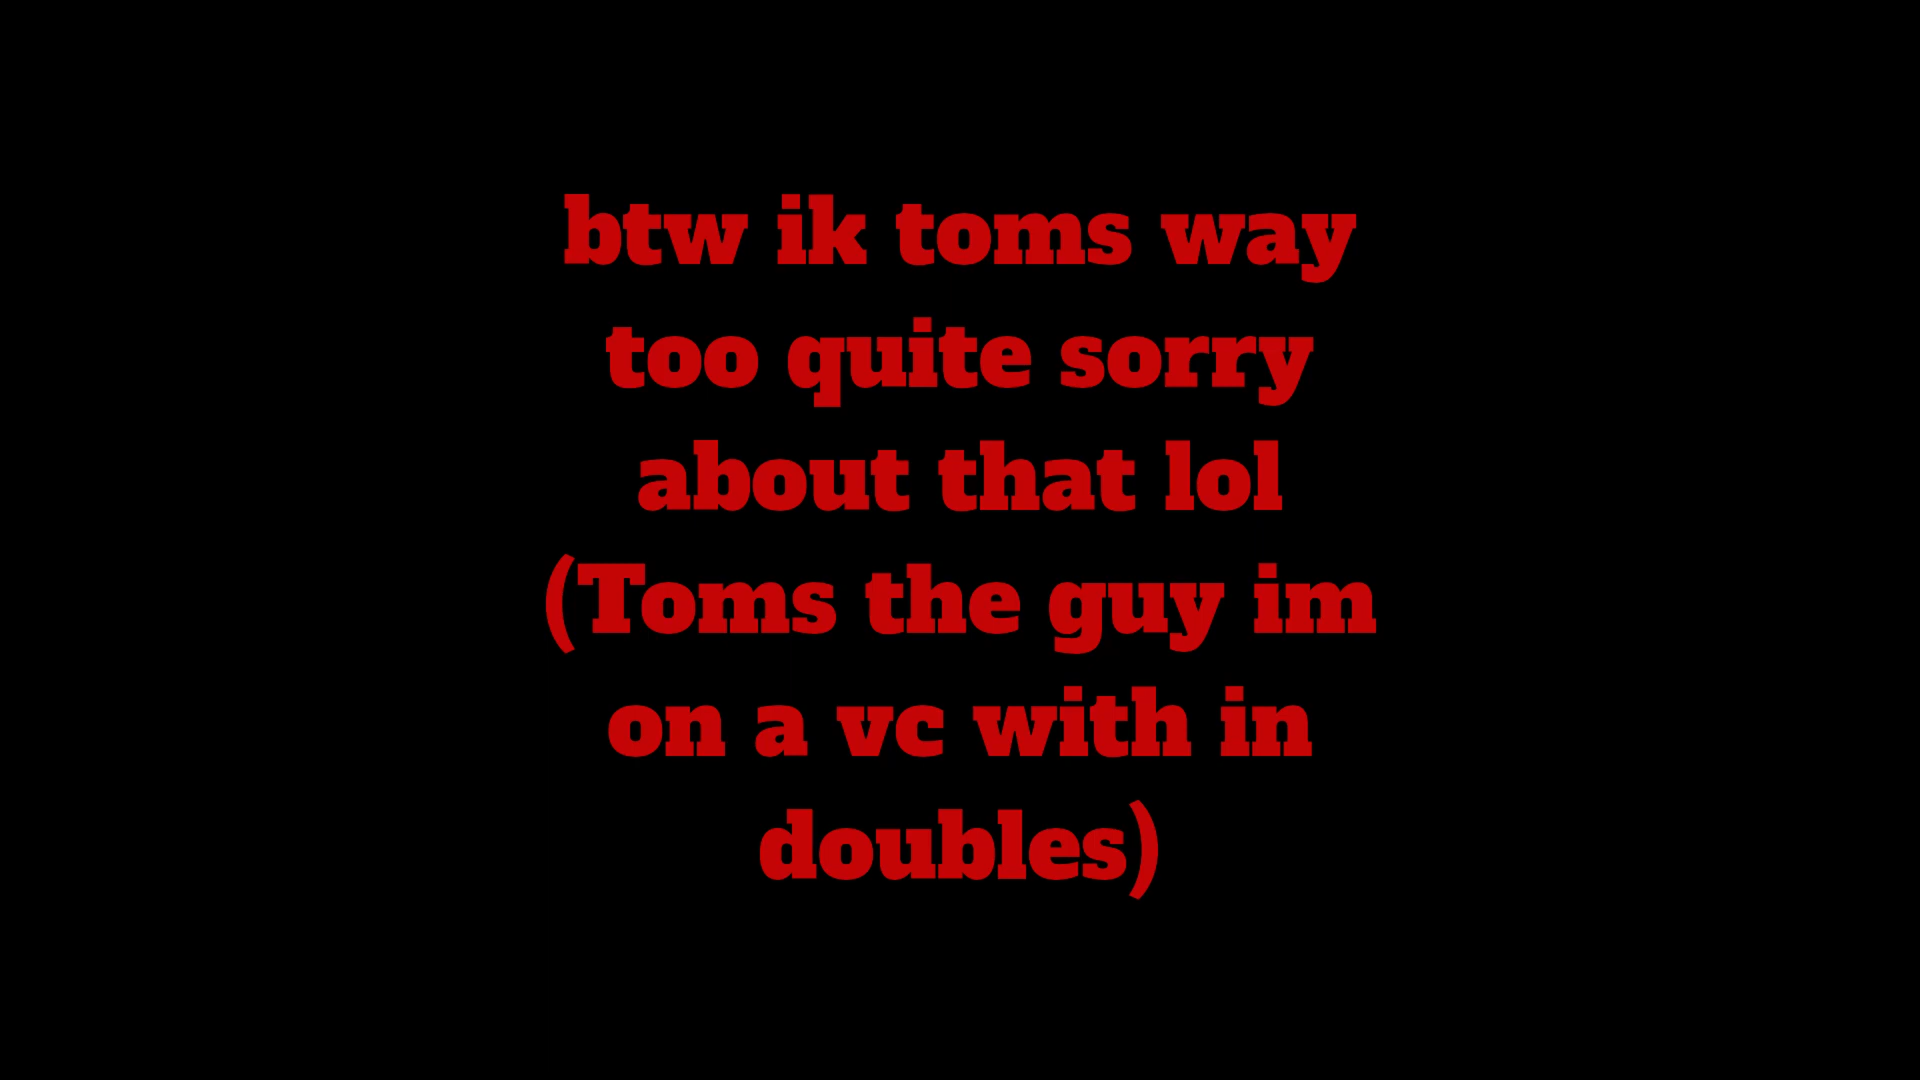 btw ik toms way
too quite sorry
about that lol
(Toms the guy im
on a vc with in
doubles)